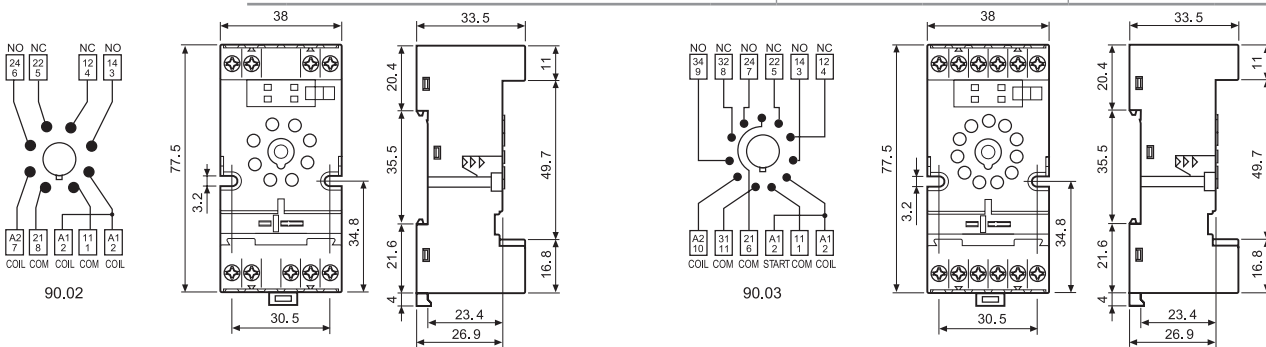 38
33.5
38
33.5
NO NC NC NO
24 22 12 14
6 5 4 3
77.5
3.2
34.8
20.4
35.5
21.6
4
11
49.7
16.8
A2 21 A1 11 A1
7 8 2 1 2
COIL COM COIL COM COIL
90.02
30.5
23.4
26.9
NO NC NO NC NO NC
34 32 24 22 14 12
9 8 7 5 3 4
77.5
3.2
34.8
20.4
35.5
21.6
4
11
49.7
16.8
A2 31 21 A1 11 A1
10 11 6 2 1 2
COIL COM COM START COM COIL
90.03
30.5
23.4
26.9